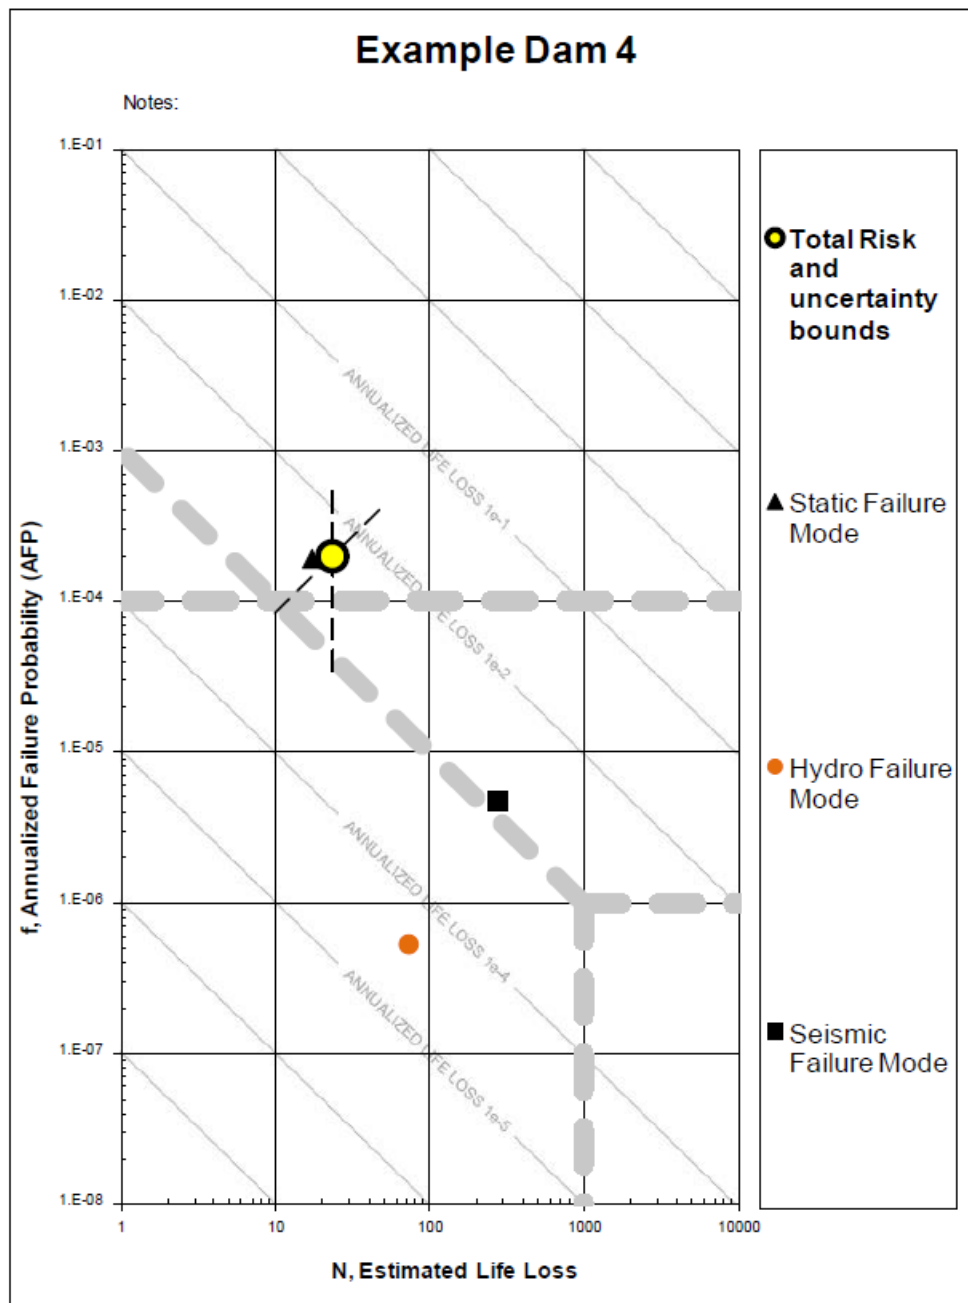 Example Dam 4
Notes:
f, Annualized Failure Probability (AFP)
1.E-01
1.E-02
1.E-03
1.E-04
1.E-05
1.E-06
1.E-07
1.E-08
ANNUALIZED LIFE LOSS 1e-1
ANNUALIZED LIFE LOSS 1e-2
ANNUALIZED LIFE LOSS 1e-4
ANNUALIZED LIFE LOSS 1e-5
1
10
100
1000
10000
N, Estimated Life Loss
Total Risk
and
uncertainty
bounds
Static Failure
Mode
Hydro Failure
Mode
Seismic
Failure Mode